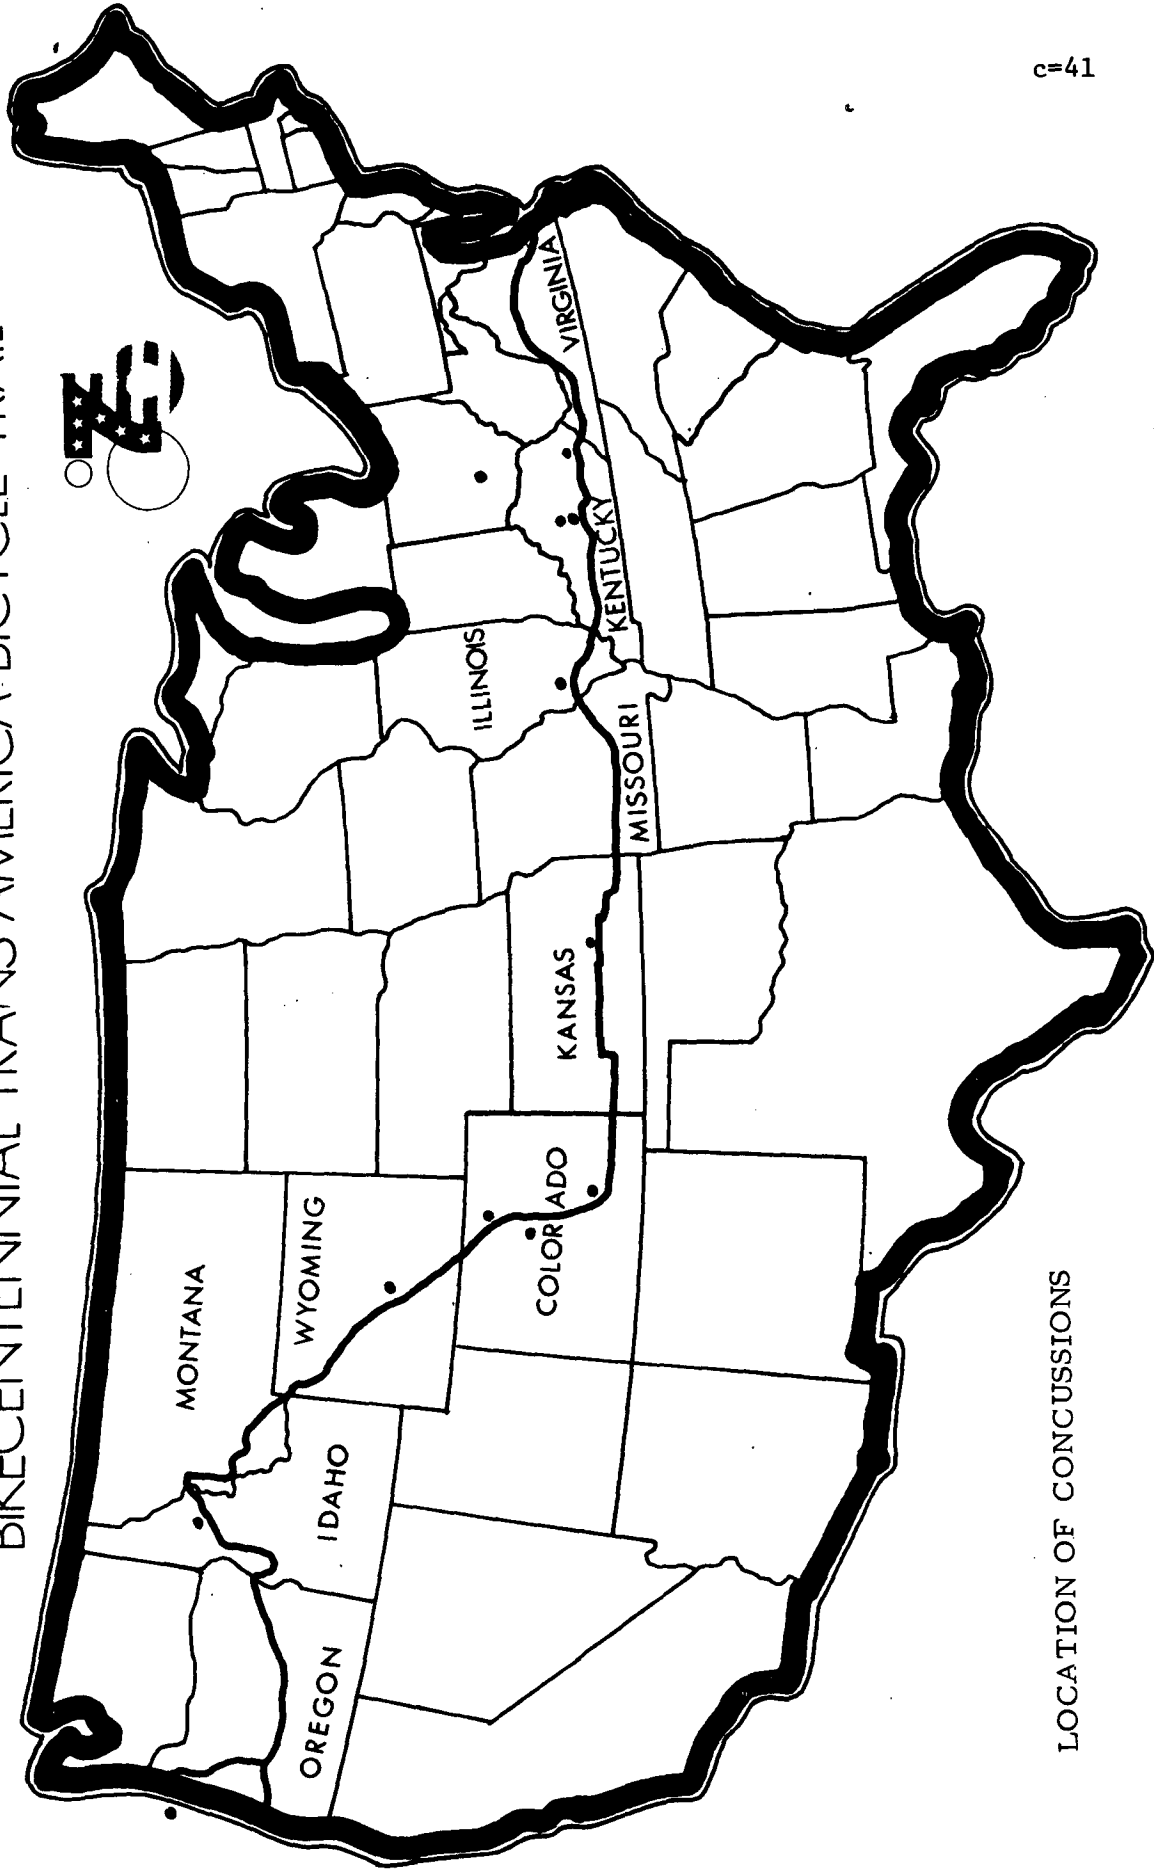 BIKECENTENNIAL TRANS AMERICA BICYCLE TRAIL
76
MONTANA
WYOMING
IDAHO
OREGON
COLORADO
KANSAS
MISSOURI
ILLINOIS
KENTUCKY
VIRGINIA
LOCATION OF CONCUSSIONS
c=41